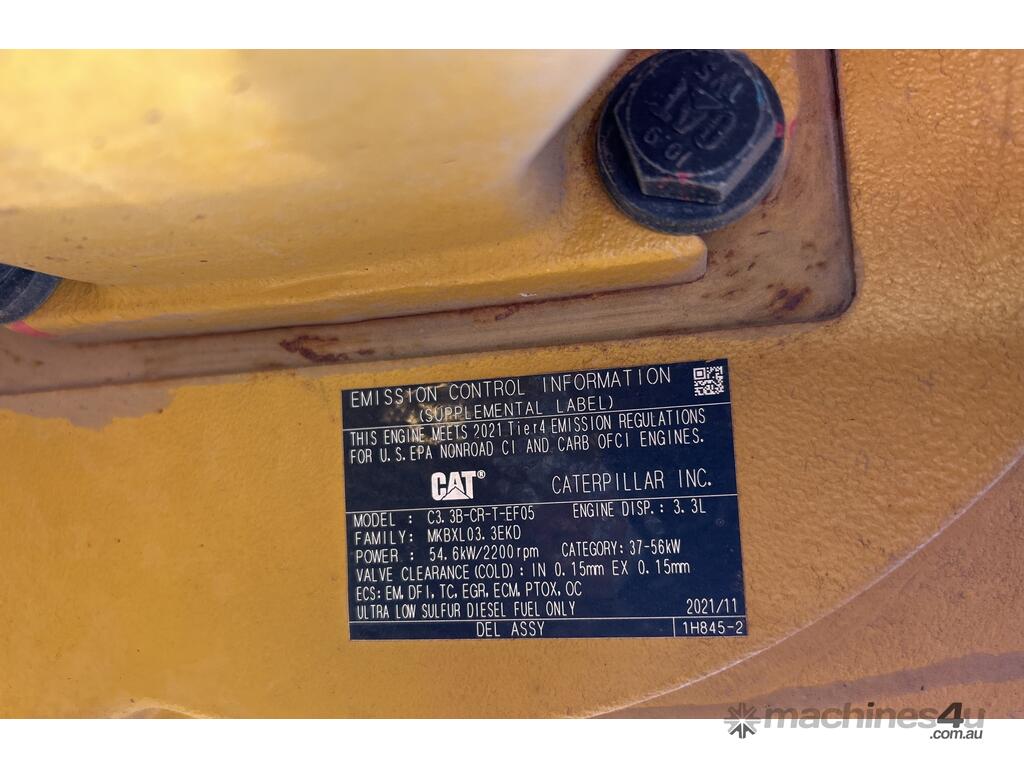 CAT
10.9
EMISSION CONTROL INFORMATION
(SUPPLEMENTAL LABEL)
THIS ENGINE MEETS 2021 Tier4 EMISSION REGULATIONS
FOR U.S.EPA NONROAD CI AND CARB OFCI ENGINES.
CAT® CATERPILLAR INC.
MODEL : C3.3B-CR-T-EF05 ENGINE DISP.: 3.3L
FAMILY: MKBXL03.3EKD
POWER : 54.6kW/2200rpm CATEGORY: 37-56kW
VALVE CLEARANCE (COLD) : IN 0.15mm EX 0.15mm
ECS: EM, DFI, TC, EGR, ECM, PTOX, OC
ULTRA LOW SULFUR DIESEL FUEL ONLY 2021/11
DEL ASSY 1H845-2
machines4u
.com.au